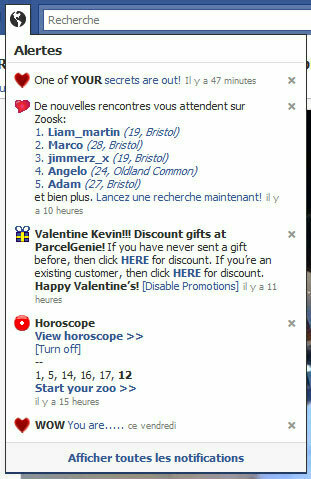 Recherche
Alertes
One of YOUR secrets are out! Il y a 47 minutes
De nouvelles rencontres vous attendent sur
Zoosk:
1. Liam_martin (19, Bristol)
2. Marco (28, Bristol)
3. jimmerz_x (19, Bristol)
4. Angelo (24, Oldland Common)
5. Adam (27, Bristol)
et bien plus. Lancez une recherche maintenant! il y
a 10 heures
Valentine Kevin!!! Discount gifts at
ParcelGenie! If you have never sent a gift
before, then click HERE for discount. If you're an
existing customer, then click HERE for discount.
Happy Valentine's! [Disable Promotions] il y a 11
heures
Horoscope
View horoscope >>
[Turn off]
--
1, 5, 14, 16, 17, 12
Start your zoo >>
il y a 15 heures
WOW You are..... ce vendredi
Afficher toutes les notifications